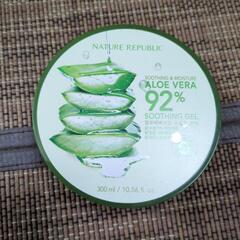 NATURE REPUBLIC
SOOTHING & MOISTURE
ALOE VERA
92%
SOOTHING GEL
300 ml / 10.56 fl. oz